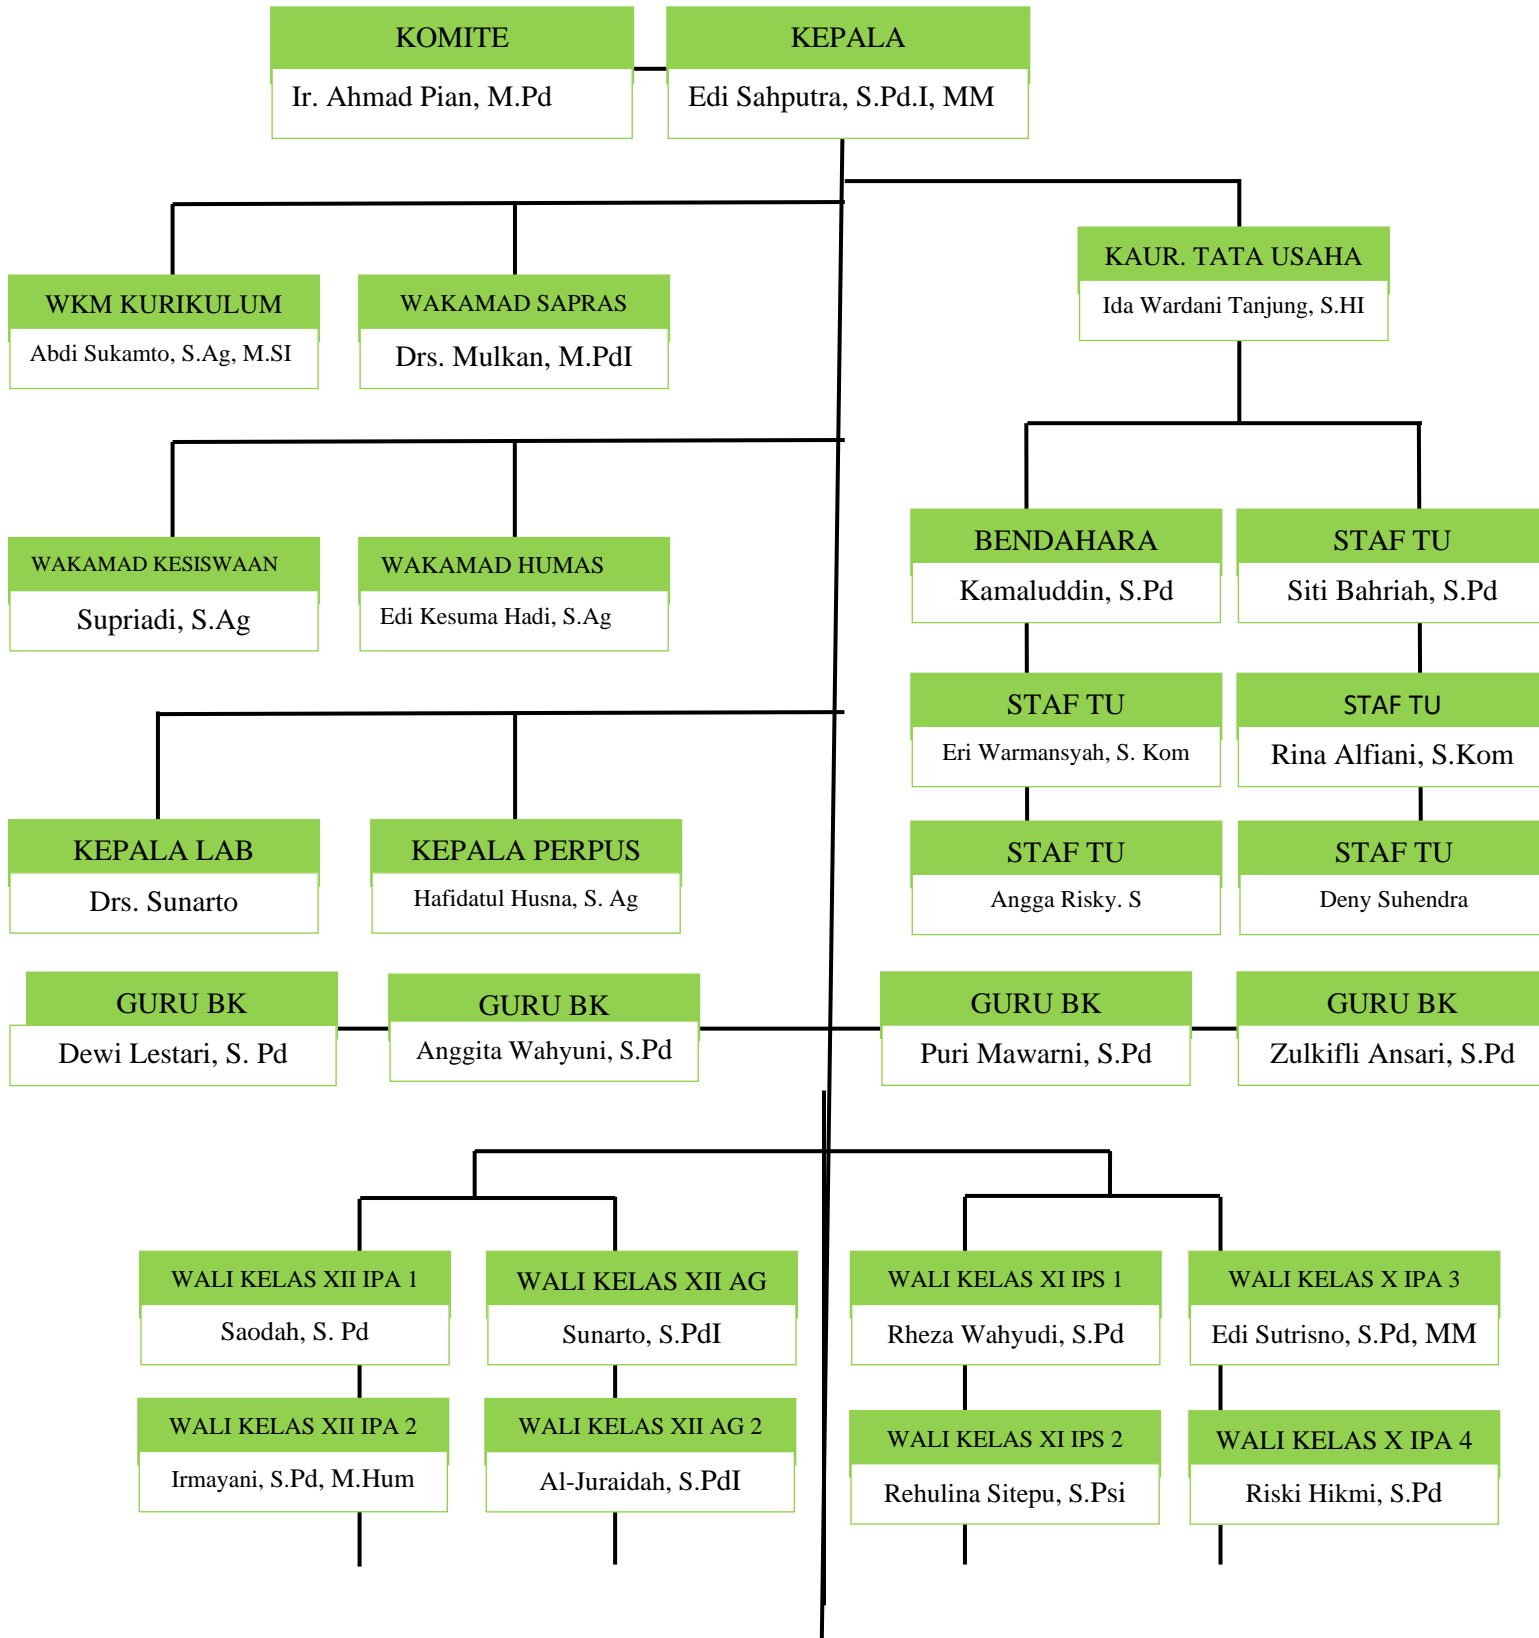 KOMITE
Ir. Ahmad Pian, M.Pd
KEPALA
Edi Sahputra, S.Pd.I, MM
KAUR. TATA USAHA
Ida Wardani Tanjung, S.HI
WKM KURIKULUM
Abdi Sukamto, S.Ag, M.SI
WAKAMAD SAPRAS
Drs. Mulkan, M.PdI
WAKAMAD KESISWAAN
Supriadi, S.Ag
WAKAMAD HUMAS
Edi Kesuma Hadi, S.Ag
BENDAHARA
Kamaluddin, S.Pd
STAF TU
Siti Bahriah, S.Pd
STAF TU
Eri Warmansyah, S. Kom
STAF TU
Rina Alfiani, S.Kom
KEPALA LAB
Drs. Sunarto
KEPALA PERPUS
Hafidatul Husna, S. Ag
STAF TU
Angga Risky. S
STAF TU
Deny Suhendra
GURU BK
Dewi Lestari, S. Pd
GURU BK
Anggita Wahyuni, S.Pd
GURU BK
Puri Mawarni, S.Pd
GURU BK
Zulkifli Ansari, S.Pd
WALI KELAS XII IPA 1
Saodah, S. Pd
WALI KELAS XII AG
Sunarto, S.PdI
WALI KELAS XI IPS 1
Rheza Wahyudi, S.Pd
WALI KELAS X IPA 3
Edi Sutrisno, S.Pd, MM
WALI KELAS XII IPA 2
Irmayani, S.Pd, M.Hum
WALI KELAS XII AG 2
Al-Juraidah, S.PdI
WALI KELAS XI IPS 2
Rehulina Sitepu, S.Psi
WALI KELAS X IPA 4
Riski Hikmi, S.Pd